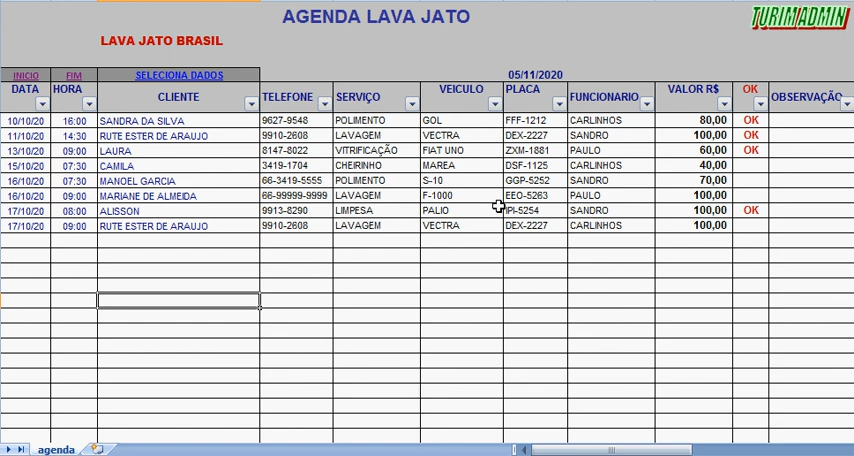 AGENDA LAVA JATO
TURIM ADMIN
LAVA JATO BRASIL
INICIO FIM SELECIONA DADOS 05/11/2020
DATA HORA CLIENTE TELEFONE SERVIÇO VEICULO PLACA FUNCIONARIO VALOR R$ OK OBSERVAÇÃO
10/10/20 16:00 SANDRA DA SILVA 9627-9548 POLIMENTO GOL FFF-1212 CARLINHOS 80,00 OK
11/10/20 14:30 RUTE ESTER DE ARAUJO 9910-2608 LAVAGEM VECTRA DEX-2227 SANDRO 100,00 OK
13/10/20 09:00 LAURA 8147-8022 VITRIFICAÇÃO FIAT UNO ZXM-1881 PAULO 60,00 OK
15/10/20 07:30 CAMILA 3419-1704 CHEIRINHO MAREA DSF-1125 CARLINHOS 40,00
16/10/20 07:30 MANOEL GARCIA 66-3419-5555 POLIMENTO S-10 GGP-5252 SANDRO 70,00
16/10/20 09:00 MARIANE DE ALMEIDA 66-99999-9999 LAVAGEM F-1000 EEO-5263 PAULO 100,00
17/10/20 08:00 ALISSON 9913-8290 LIMPESA PALIO IPI-5254 SANDRO 100,00 OK
17/10/20 09:00 RUTE ESTER DE ARAUJO 9910-2608 LAVAGEM VECTRA DEX-2227 CARLINHOS 100,00
agenda